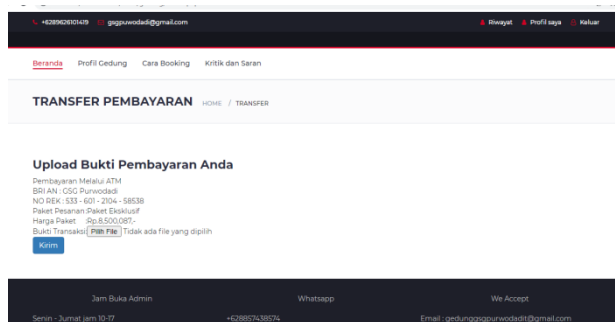 +6289626101419 gsgpuwodadi@gmail.com Riwayat Profil saya Keluar
Beranda Profil Gedung Cara Booking Kritik dan Saran
TRANSFER PEMBAYARAN HOME / TRANSFER
Upload Bukti Pembayaran Anda
Pembayaran Melalui ATM
BRI AN : GSG Purwodadi
NO REK : 533 - 601 - 2104 - 58538
Paket Pesanan :Paket Eksklusif
Harga Paket :Rp.8,500,087,-
Bukti Transaksi: Pilih File Tidak ada file yang dipilih
Kirim
Jam Buka Admin Whatsapp We Accept
Senin - Jumat jam 10-17 +628857438574 Email : gedunggsgpurwodadit@gmail.com